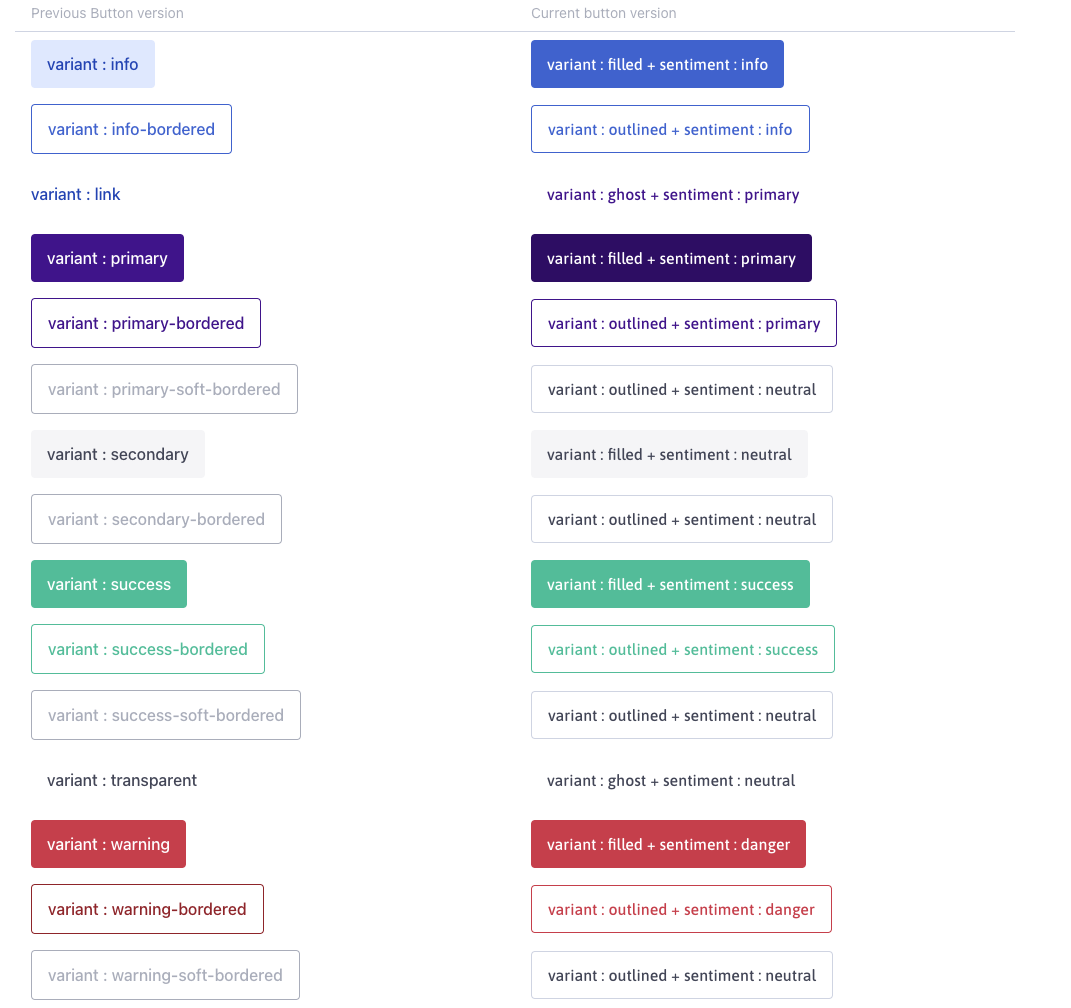 Previous Button version Current button version
variant : info variant : filled + sentiment : info
variant : info-bordered variant : outlined + sentiment : info
variant : link variant : ghost + sentiment : primary
variant : primary variant : filled + sentiment : primary
variant : primary-bordered variant : outlined + sentiment : primary
variant : primary-soft-bordered variant : outlined + sentiment : neutral
variant : secondary variant : filled + sentiment : neutral
variant : secondary-bordered variant : outlined + sentiment : neutral
variant : success variant : filled + sentiment : success
variant : success-bordered variant : outlined + sentiment : success
variant : success-soft-bordered variant : outlined + sentiment : neutral
variant : transparent variant : ghost + sentiment : neutral
variant : warning variant : filled + sentiment : danger
variant : warning-bordered variant : outlined + sentiment : danger
variant : warning-soft-bordered variant : outlined + sentiment : neutral